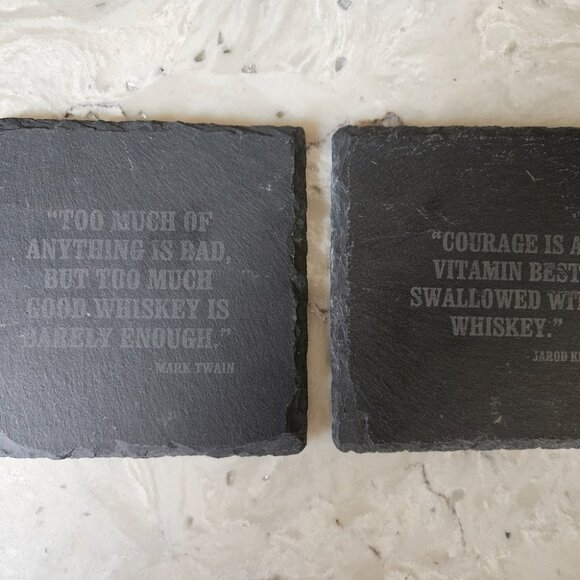 “TOO MUCH OF
ANYTHING IS BAD,
BUT TOO MUCH
GOOD WHISKEY IS
BARELY ENOUGH.”
- MARK TWAIN
“COURAGE IS A
VITAMIN BEST
SWALLOWED
WHISKEY.”
- JAROD